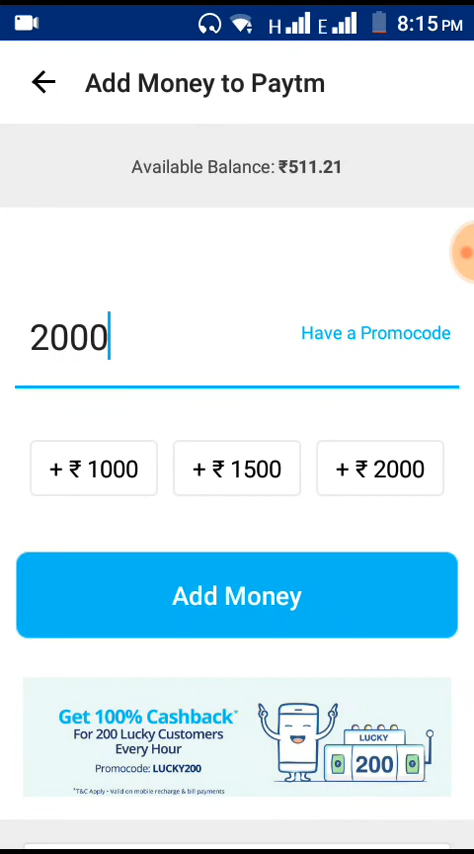 H E 8:15 PM
Add Money to Paytm
Available Balance: ₹511.21
2000
Have a Promocode
+ ₹ 1000 + ₹ 1500 + ₹ 2000
Add Money
Get 100% Cashback*
For 200 Lucky Customers
Every Hour
Promocode: LUCKY200
*T&C Apply • Valid on mobile recharge & bill payments
LUCKY
200